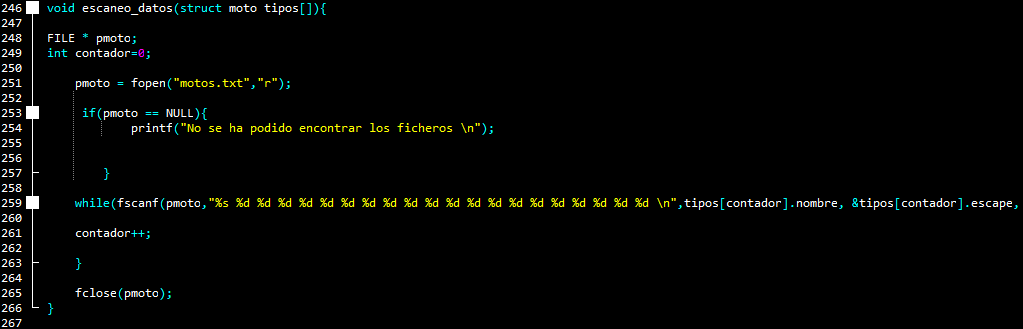 246 void escaneo_datos(struct moto tipos[]){
247
248 FILE * pmoto;
249 int contador=0;
250
251 pmoto = fopen("motos.txt","r");
252
253 if(pmoto == NULL){
254 printf("No se ha podido encontrar los ficheros \n");
255
256
257 }
258
259 while(fscanf(pmoto,"%s %d %d %d %d %d %d %d %d %d %d %d %d %d %d %d %d %d %d %d %d \n",tipos[contador].nombre, &tipos[contador].escape,
260
261 contador++;
262
263 }
264
265 fclose(pmoto);
266 }
267